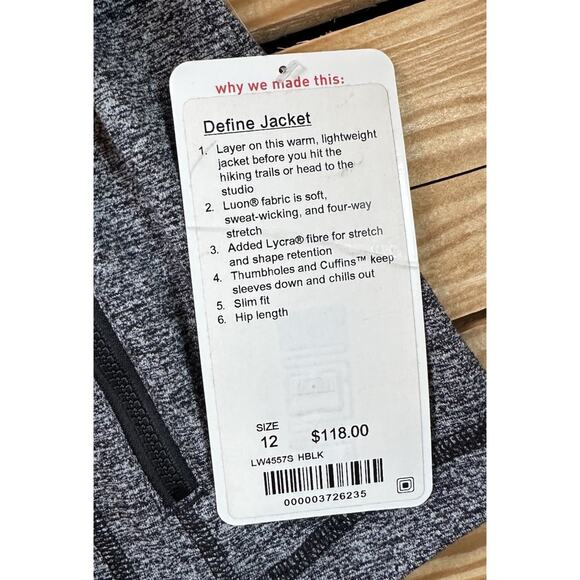 why we made this:
Define Jacket
1. Layer on this warm, lightweight
jacket before you hit the
hiking trails or head to the
studio
2. Luon® fabric is soft,
sweat-wicking, and four-way
stretch
3. Added Lycra® fibre for stretch
and shape retention
4. Thumbholes and Cuffins™ keep
sleeves down and chills out
5. Slim fit
6. Hip length
SIZE
12 $118.00
LW4557S HBLK
000003726235